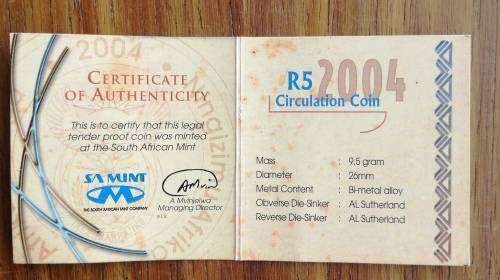 2004
CERTIFICATE
OF AUTHENTICITY
This is to certify that this legal
tender proof coin was minted
at the South African Mint
SA MINT
THE SOUTH AFRICAN MINT COMPANY
A Mvinjelwa
Managing Director
R5 2004
Circulation Coin
Mass : 9.5 gram
Diameter : 26mm
Metal Content : Bi-metal alloy
Obverse Die-Sinker : AL Sutherland
Reverse Die-Sinker : AL Sutherland